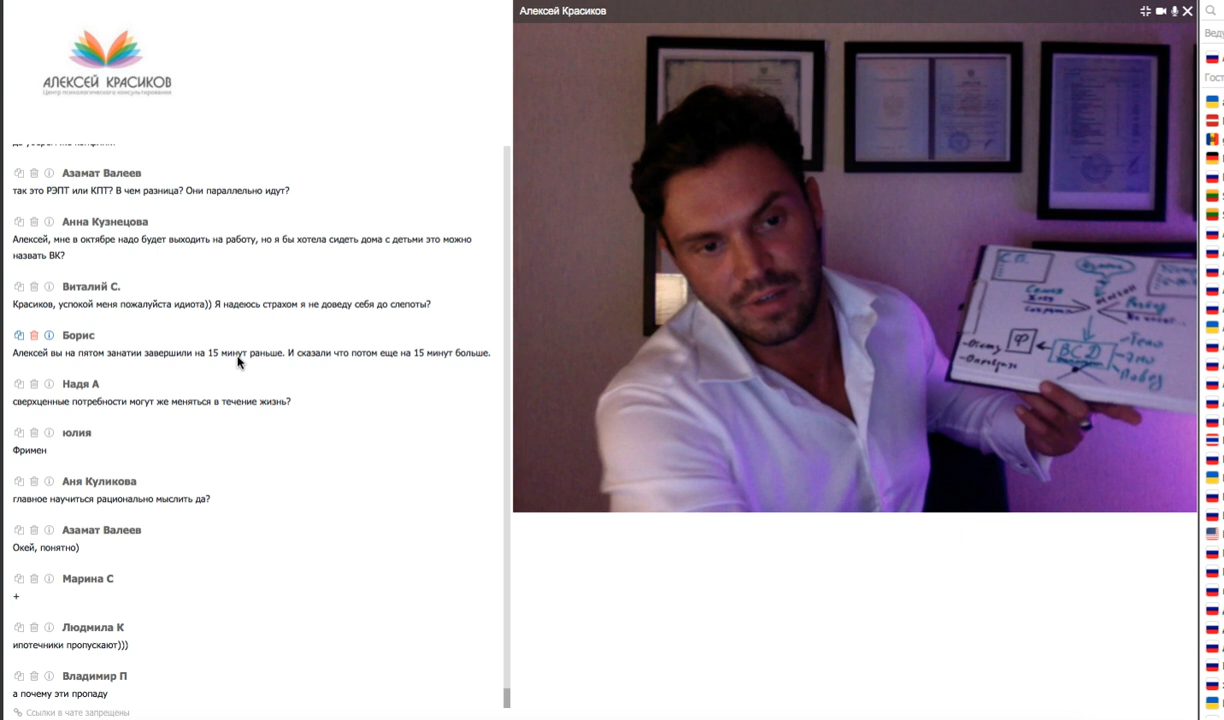 АЛЕКСЕЙ КРАСИКОВ
Центр психологического консультирования
Азамат Валеев
так это РЭПТ или КПТ? В чем разница? Они параллельно идут?
Анна Кузнецова
Алексей, мне в октябре надо будет выходить на работу, но я бы хотела сидеть дома с детьми это можно
назвать ВК?
Виталий С.
Красиков, успокой меня пожалуйста идиота)) Я надеюсь страхом я не доведу себя до слепоты?
Борис
Алексей вы на пятом занатии завершили на 15 минут раньше. И сказали что потом еще на 15 минут больше.
Надя А
сверхценные потребности могут же меняться в течение жизнь?
юлия
Фримен
Аня Куликова
главное научиться рационально мыслить да?
Азамат Валеев
Окей, понятно)
Марина С
+
Людмила К
ипотечники пропускают)))
Владимир П
а почему эти пропаду
Ссылки в чате запрещены
Алексей Красиков
С.П.
Ф
ВСД
-Тело